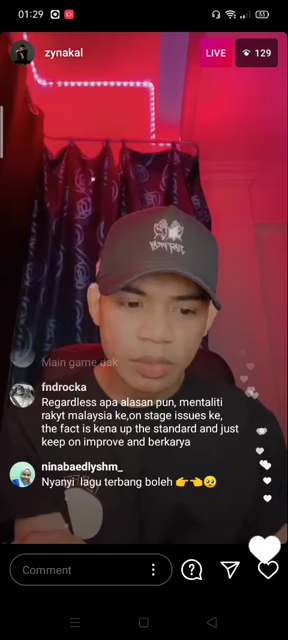 01:29
53
zynakal
LIVE
129
Main game dak
fndrocka
Regardless apa alasan pun, mentaliti
rakyt malaysia ke,on stage issues ke,
the fact is kena up the standard and just
keep on improve and berkarya
ninabaedlyshm_
Nyanyi lagu terbang boleh 👉👈🥺
Comment